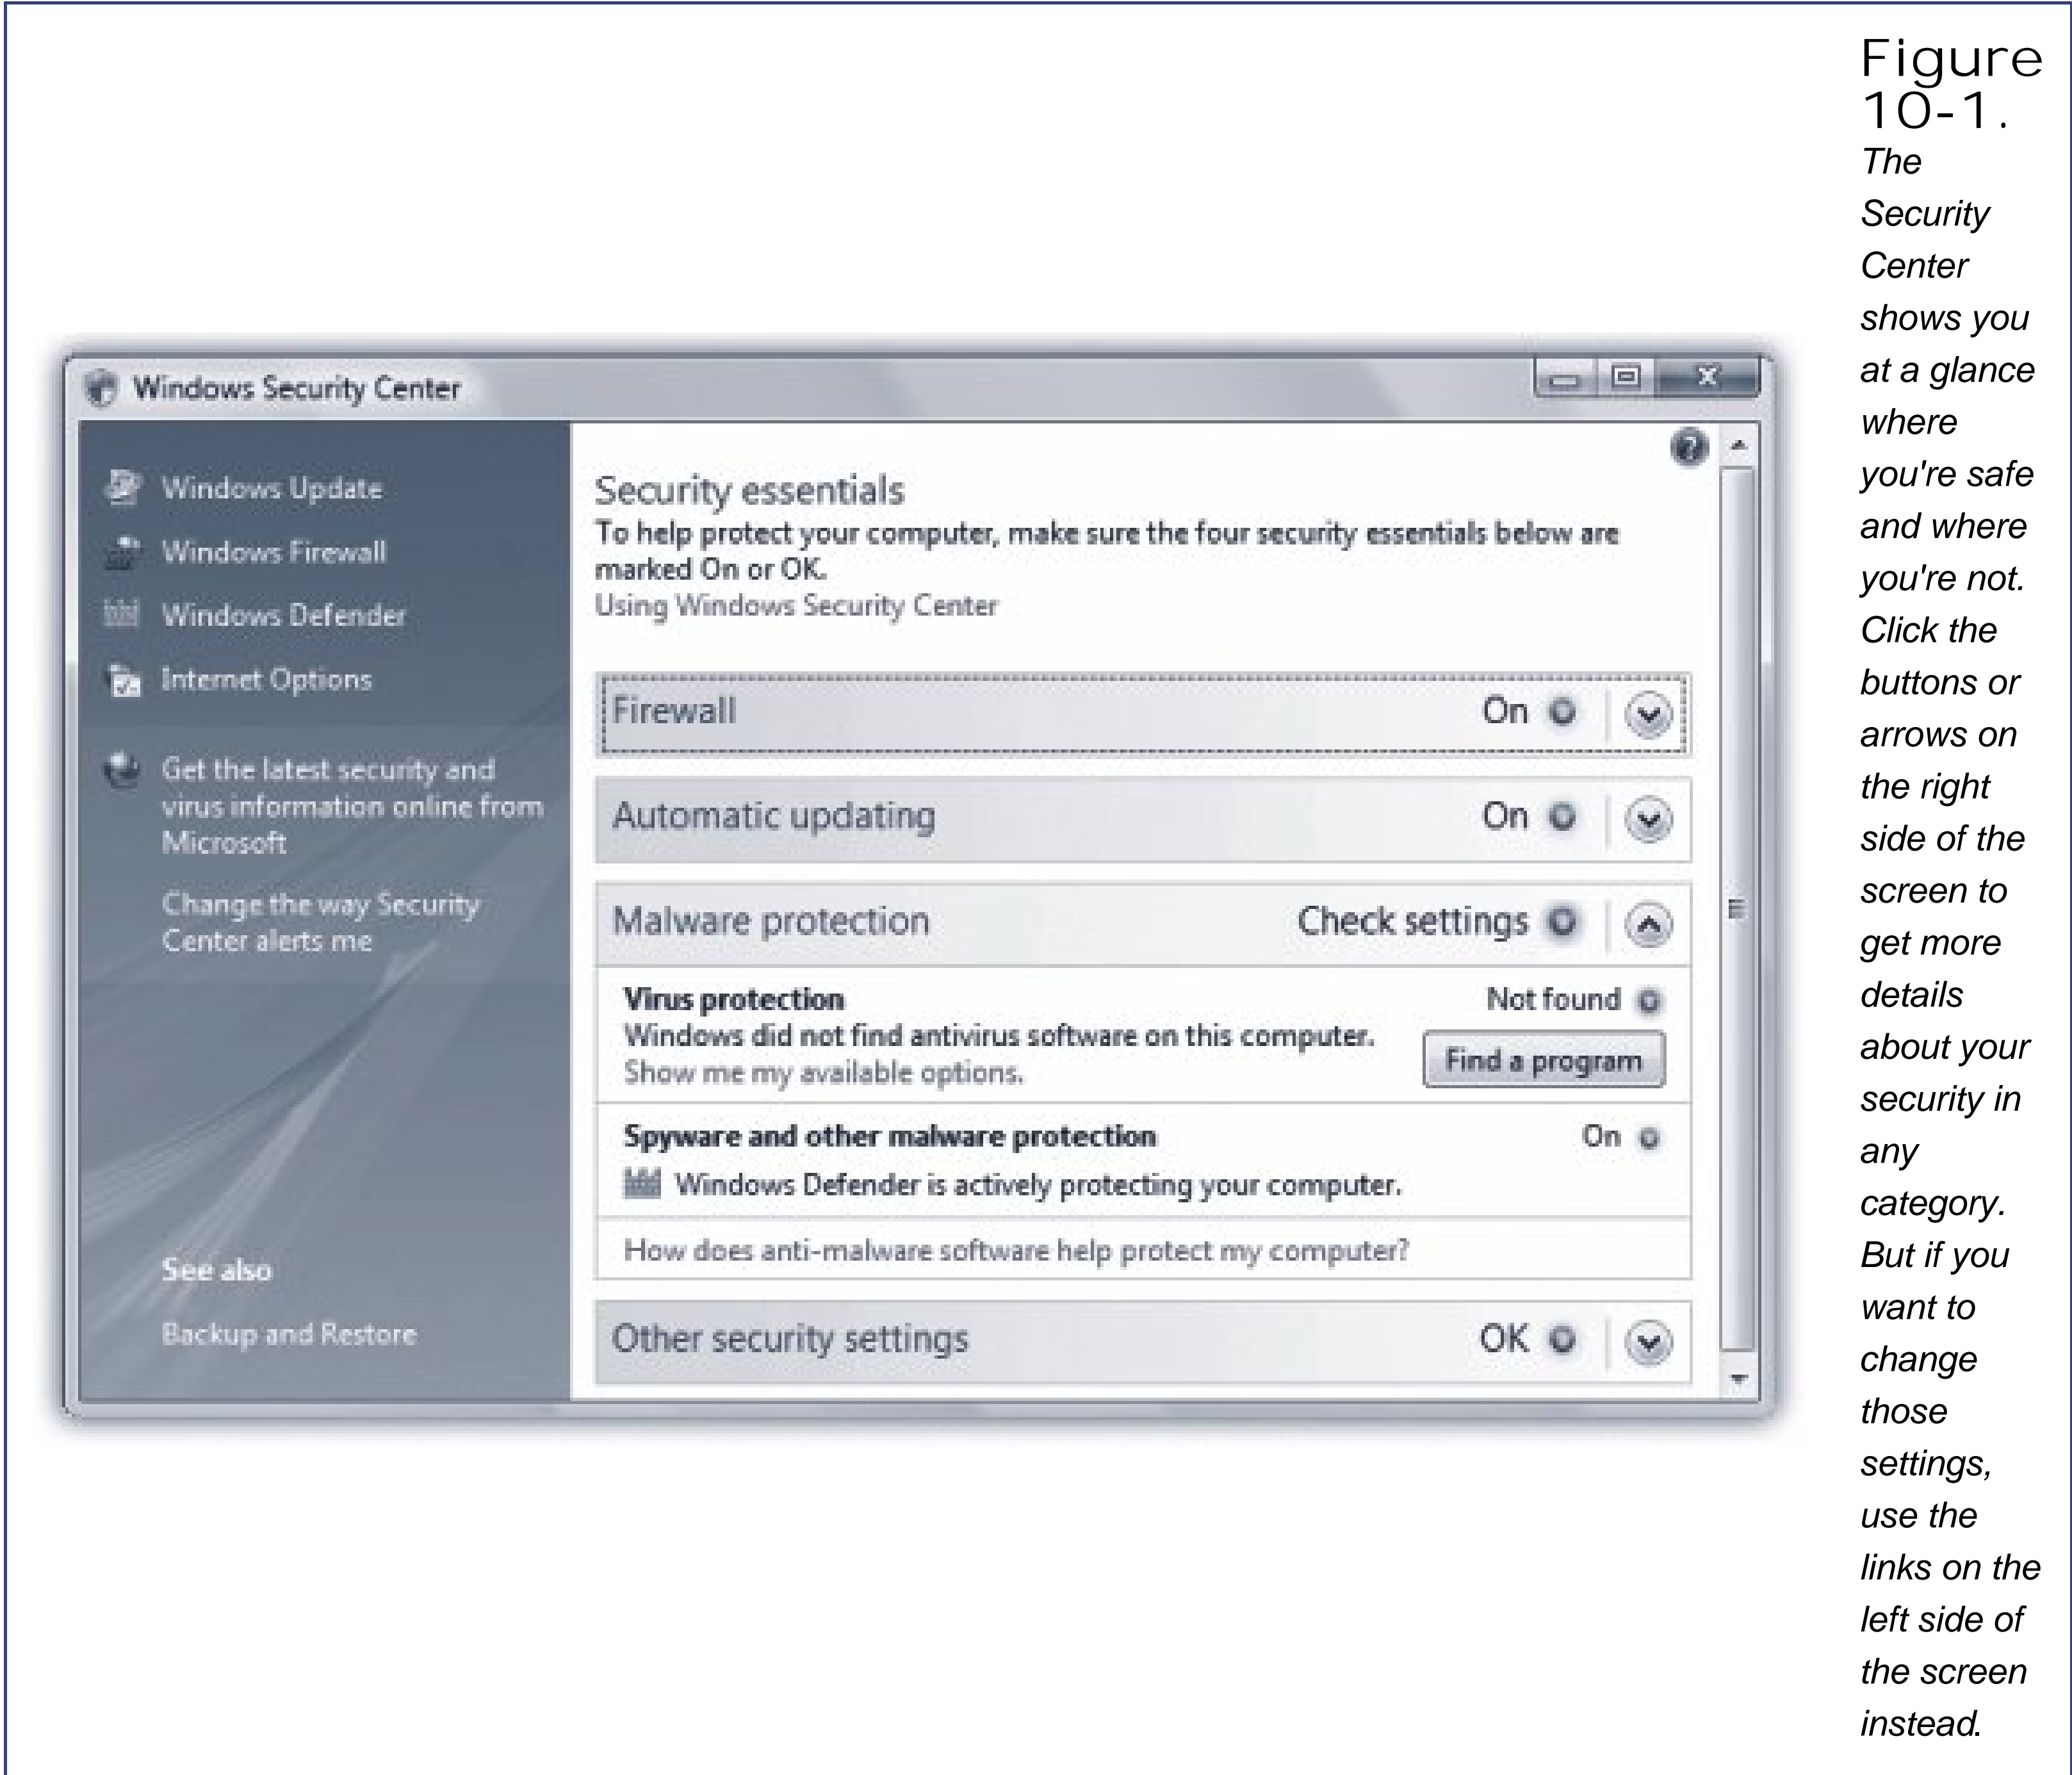 Windows Security Center
Windows Update
Windows Firewall
Windows Defender
Internet Options
Get the latest security and
virus information online from
Microsoft
Change the way Security
Center alerts me
See also
Backup and Restore
Security essentials
To help protect your computer, make sure the four security essentials below are
marked On or OK.
Using Windows Security Center
Firewall On
Automatic updating On
Malware protection Check settings
Virus protection Not found
Windows did not find antivirus software on this computer.
Show me my available options.
Find a program
Spyware and other malware protection On
Windows Defender is actively protecting your computer.
How does anti-malware software help protect my computer?
Other security settings OK
Figure
10-1.
The
Security
Center
shows you
at a glance
where
you're safe
and where
you're not.
Click the
buttons or
arrows on
the right
side of the
screen to
get more
details
about your
security in
any
category.
But if you
want to
change
those
settings,
use the
links on the
left side of
the screen
instead.